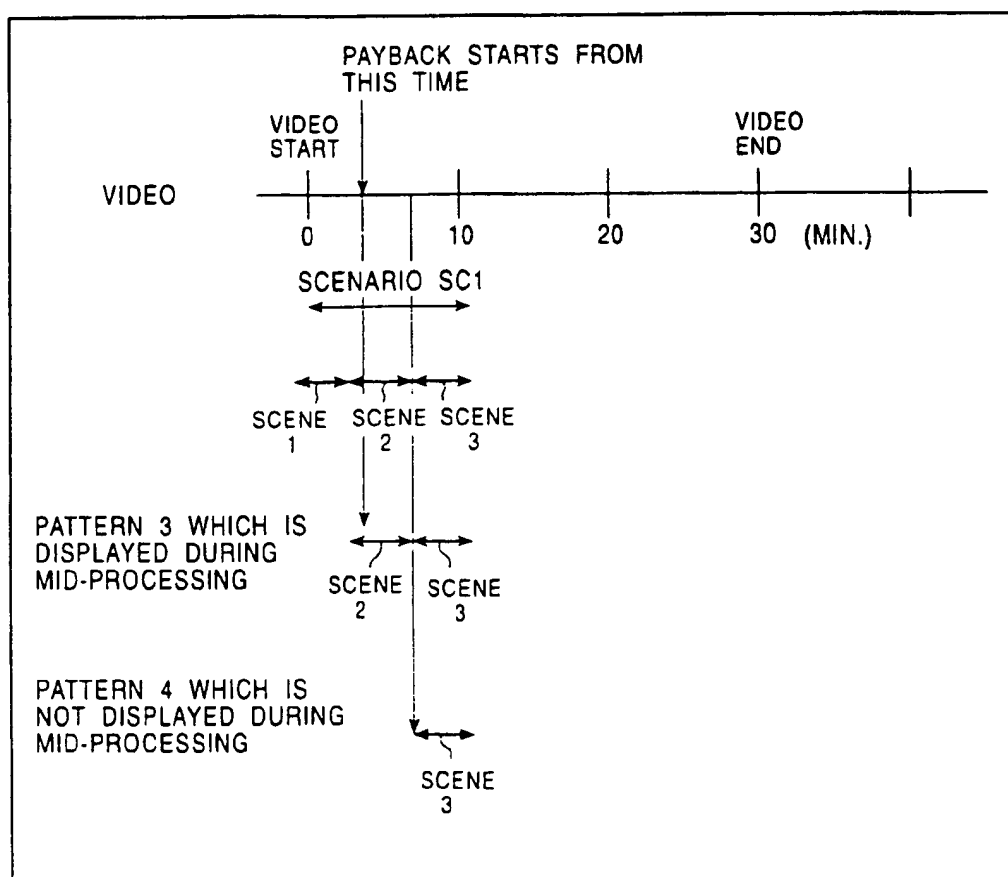 PAYBACK STARTS FROM
THIS TIME
VIDEO
START
VIDEO
END
VIDEO
0
10
20
30
(MIN.)
SCENARIO SC1
SCENE
1
SCENE
2
SCENE
3
PATTERN 3 WHICH IS
DISPLAYED DURING
MID-PROCESSING
SCENE
2
SCENE
3
PATTERN 4 WHICH IS
NOT DISPLAYED DURING
MID-PROCESSING
SCENE
3